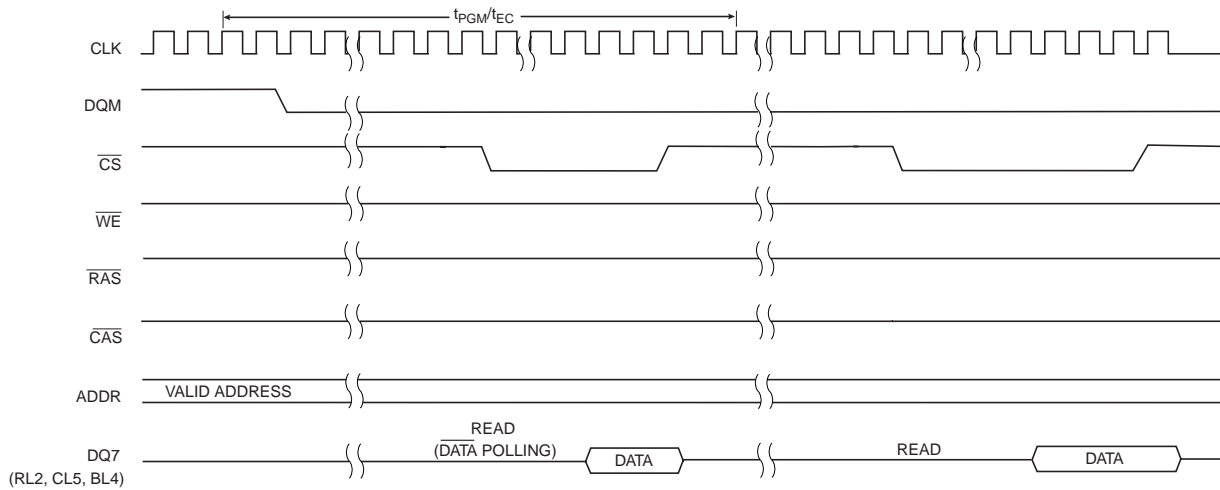 tPGM/tEC
CLK
DQM
CS
WE
RAS
CAS
ADDR
VALID ADDRESS
READ
(DATA POLLING)
DATA
READ
DATA
DQ7
(RL2, CL5, BL4)